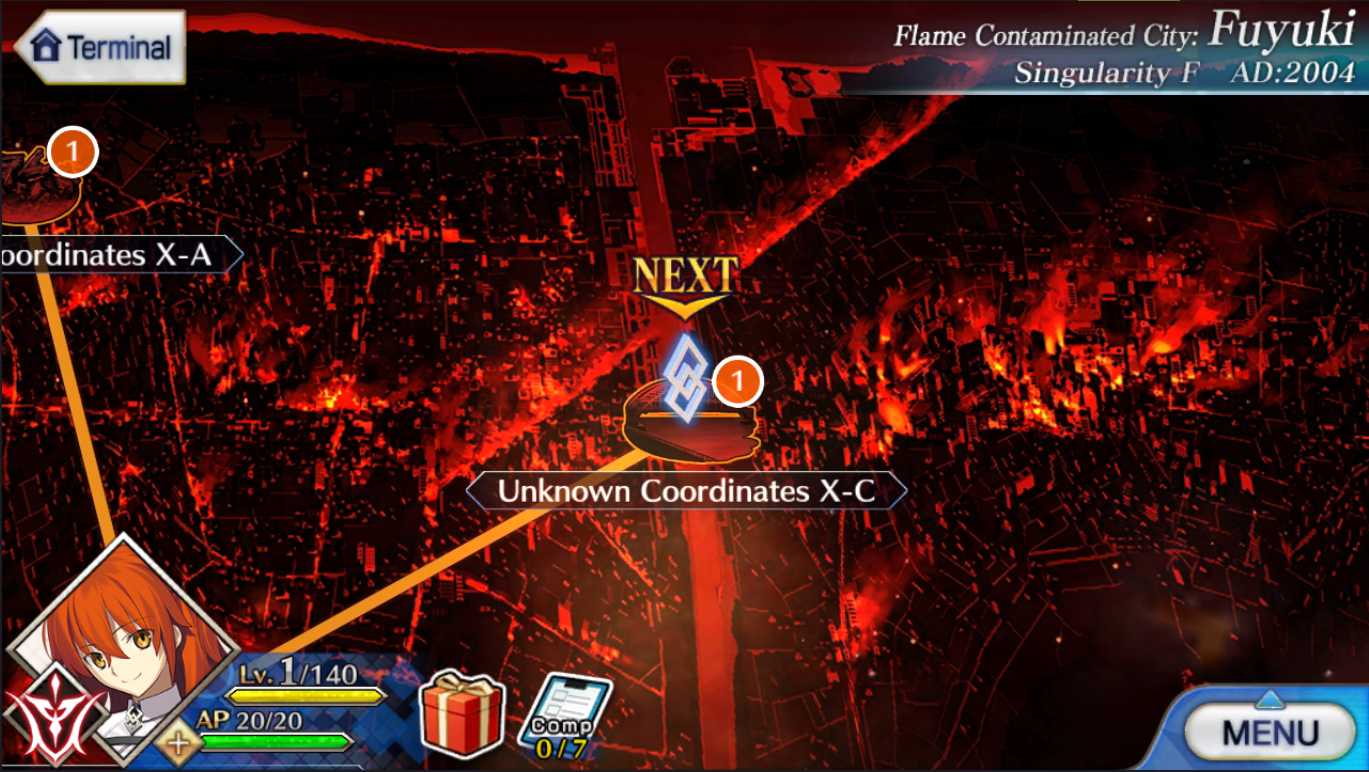 Terminal
Flame Contaminated City: Fuyuki
Singularity F AD:2004
1
oordinates X-A
NEXT
1
Unknown Coordinates X-C
Lv. 1/140
AP 20/20
Comp
0/7
MENU